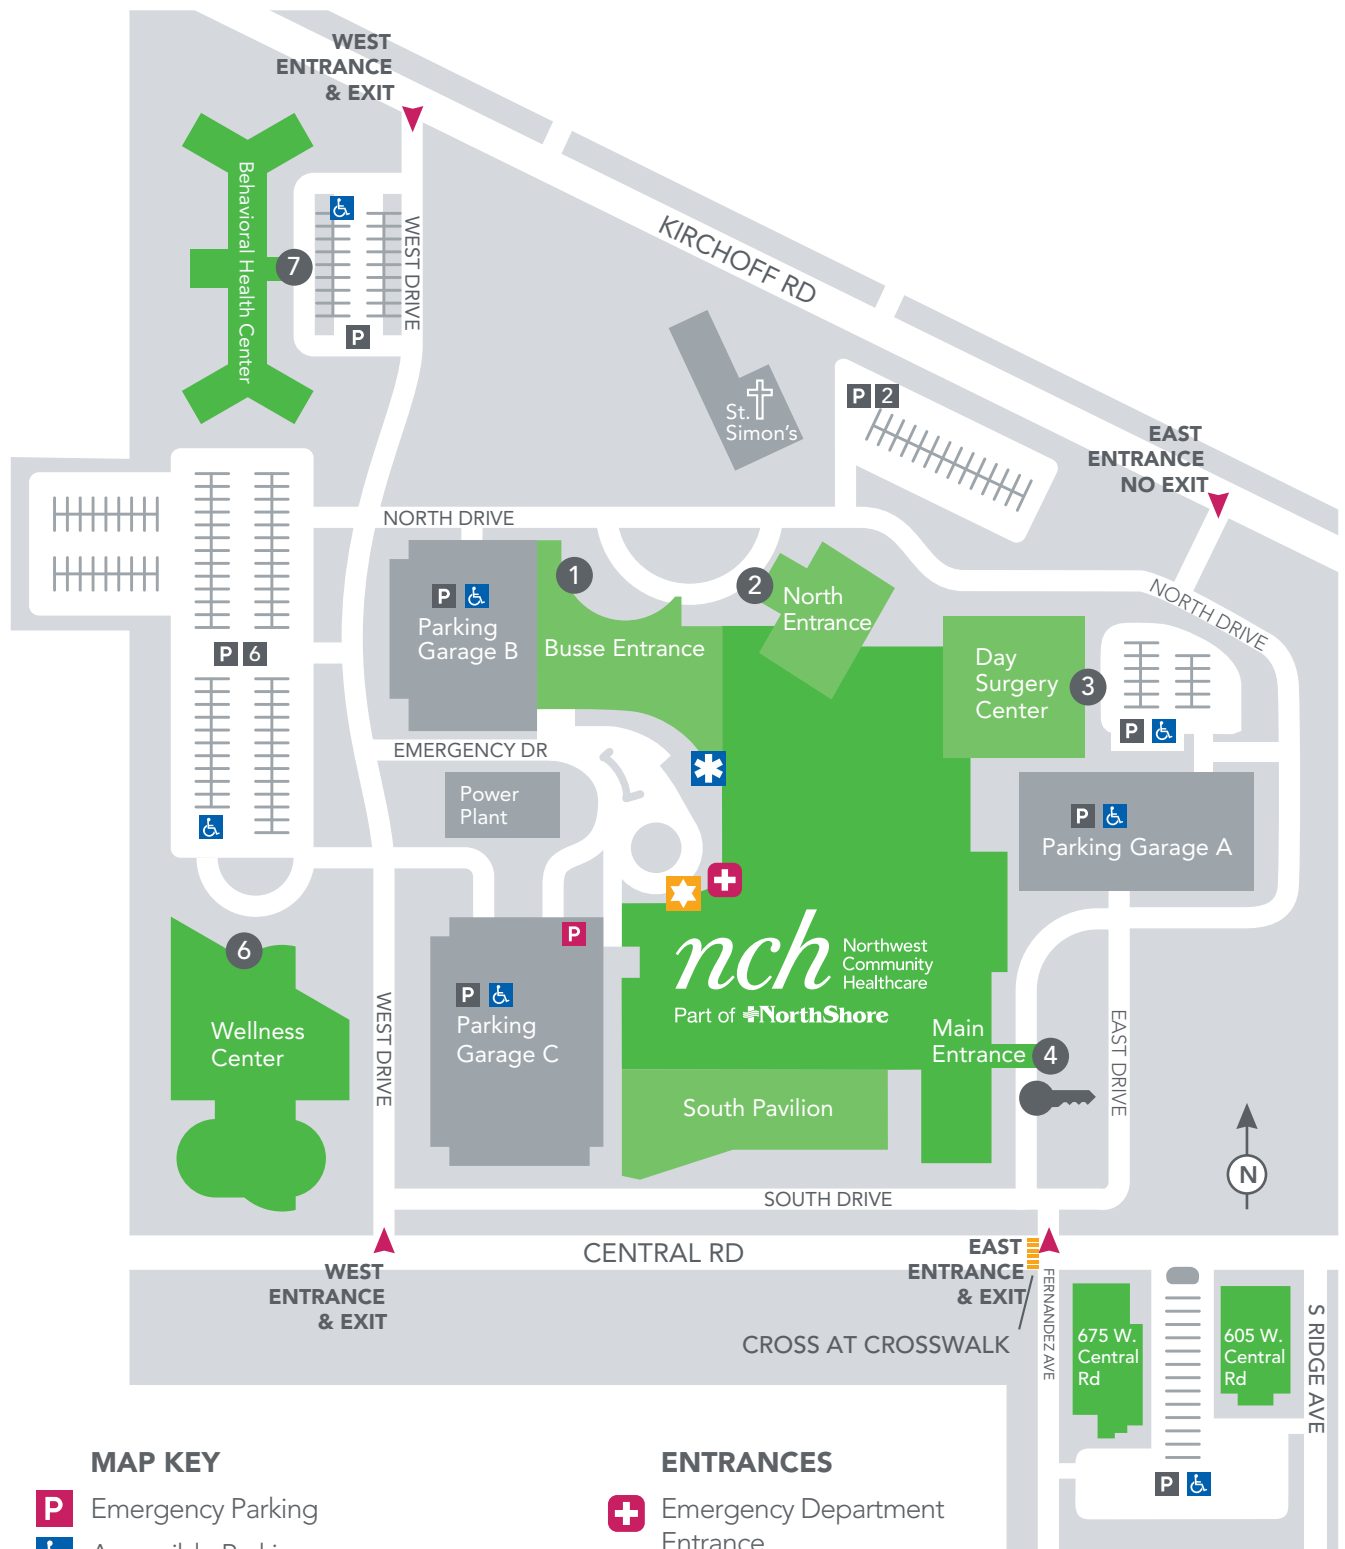 WEST
ENTRANCE
& EXIT
KIRCHOFF RD
Behavioral Health Center
7
WEST DRIVE
P
St.
Simon's
P 2
EAST
ENTRANCE
NO EXIT
NORTH DRIVE
1
2
North
Entrance
NORTH DRIVE
P
Parking
Garage B
Busse Entrance
P 6
Day
Surgery
Center
3
P
EMERGENCY DR
Power
Plant
P
Parking Garage A
P
6
nch
Northwest
Community
Healthcare
Part of NorthShore
P
Parking
Garage C
Wellness
Center
WEST DRIVE
Main
Entrance
4
EAST DRIVE
South Pavilion
N
SOUTH DRIVE
CENTRAL RD
WEST
ENTRANCE
& EXIT
EAST
ENTRANCE
& EXIT
CROSS AT CROSSWALK
FERNANDEZ AVE
675 W.
Central
Rd
605 W.
Central
Rd
S RIDGE AVE
P
MAP KEY
P Emergency Parking
ENTRANCES
Emergency Department
Entrance